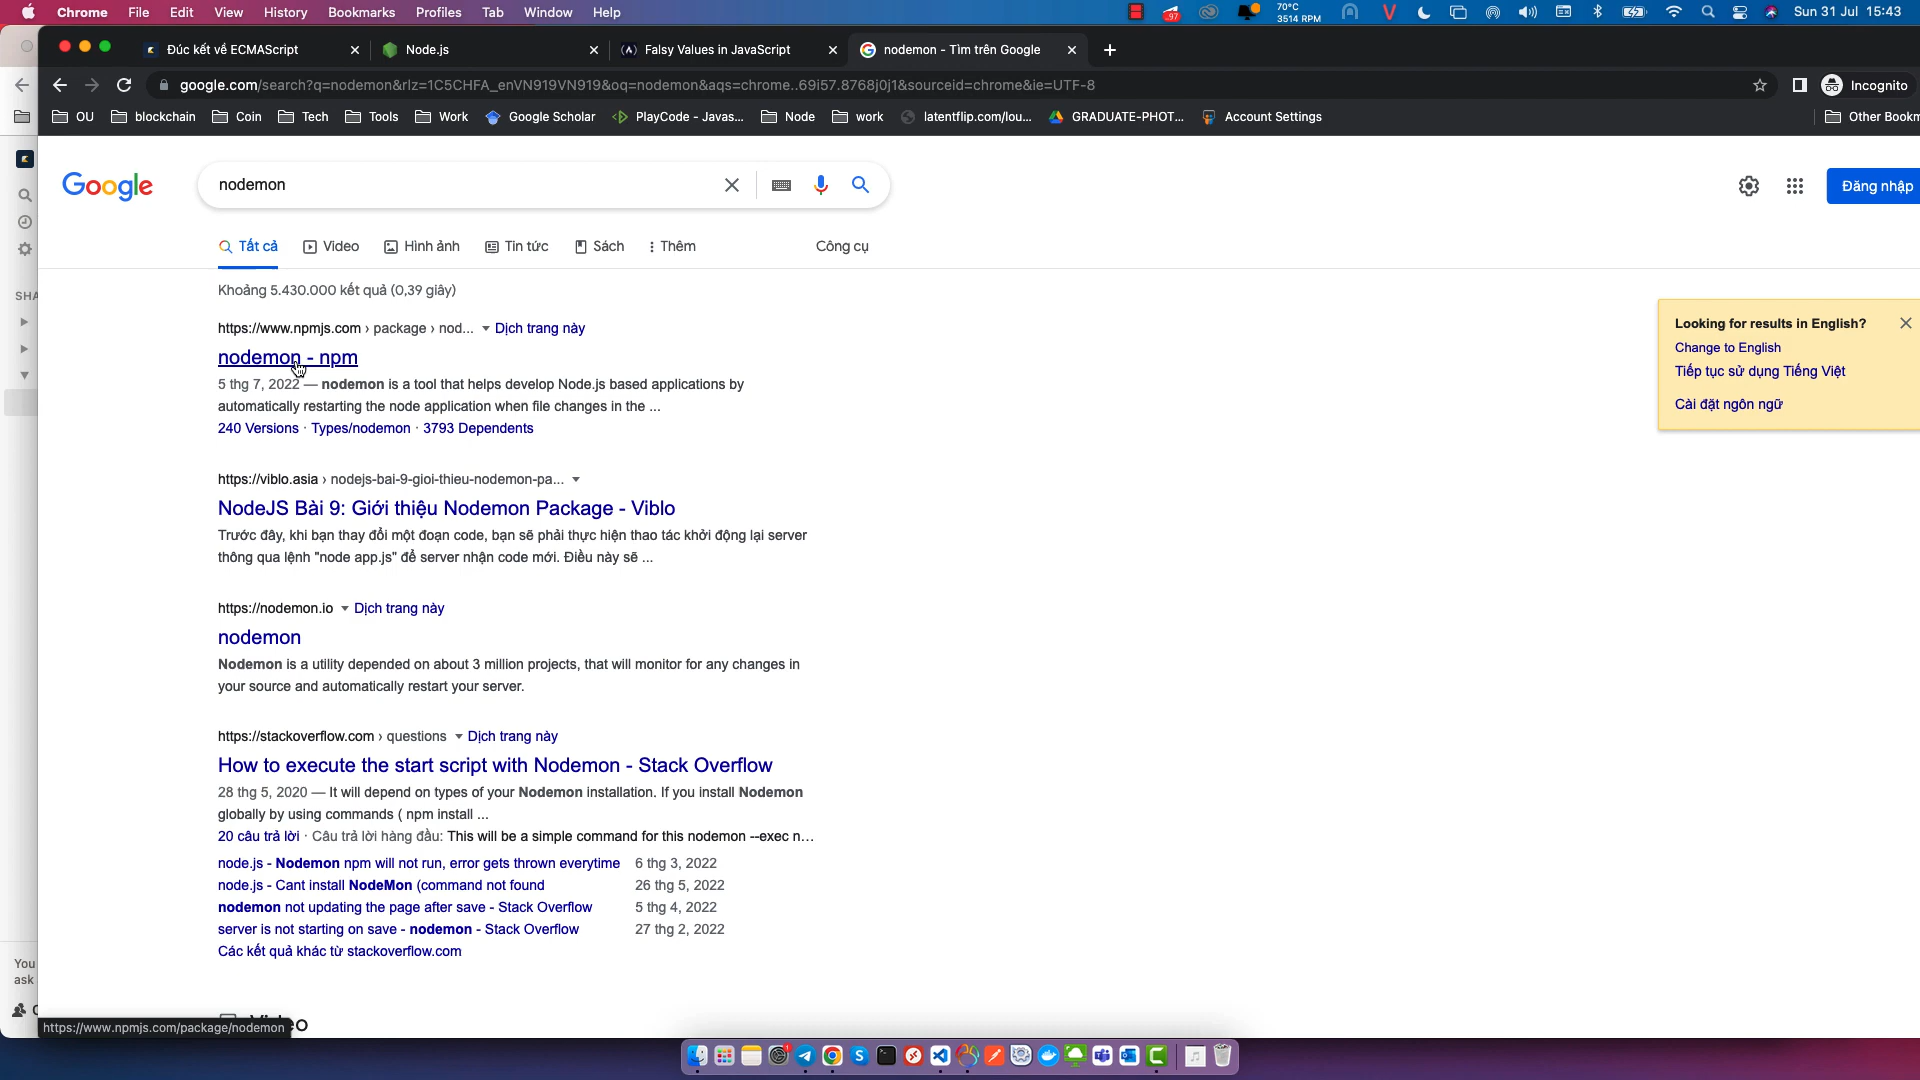 Chrome File Edit View History Bookmarks Profiles Tab Window Help
97
70°C
3514 RPM
Sun 31 Jul 15:43
Đúc kết về ECMAScript
Node.js
Falsy Values in JavaScript
nodemon - Tìm trên Google
google.com/search?q=nodemon&rlz=1C5CHFA_enVN919VN919&oq=nodemon&aqs=chrome..69i57.8768j0j1&sourceid=chrome&ie=UTF-8
Incognito
OU blockchain Coin Tech Tools Work Google Scholar PlayCode - Javas... Node work latentflip.com/lou... GRADUATE-PHOT... Account Settings Other Bookm
Google
nodemon
Đăng nhập
Tất cả Video Hình ảnh Tin tức Sách Thêm Công cụ
SHA
Khoảng 5.430.000 kết quả (0,39 giây)
https://www.npmjs.com › package › nod... Dịch trang này
nodemon - npm
5 thg 7, 2022 — nodemon is a tool that helps develop Node.js based applications by
automatically restarting the node application when file changes in the ...
240 Versions · Types/nodemon · 3793 Dependents
Looking for results in English?
Change to English
Tiếp tục sử dụng Tiếng Việt
Cài đặt ngôn ngữ
https://viblo.asia › nodejs-bai-9-gioi-thieu-nodemon-pa...
NodeJS Bài 9: Giới thiệu Nodemon Package - Viblo
Trước đây, khi bạn thay đổi một đoạn code, bạn sẽ phải thực hiện thao tác khởi động lại server
thông qua lệnh "node app.js" để server nhận code mới. Điều này sẽ ...
https://nodemon.io Dịch trang này
nodemon
Nodemon is a utility depended on about 3 million projects, that will monitor for any changes in
your source and automatically restart your server.
https://stackoverflow.com › questions Dịch trang này
How to execute the start script with Nodemon - Stack Overflow
28 thg 5, 2020 — It will depend on types of your Nodemon installation. If you install Nodemon
globally by using commands ( npm install ...
20 câu trả lời · Câu trả lời hàng đầu: This will be a simple command for this nodemon --exec n...
node.js - Nodemon npm will not run, error gets thrown everytime 6 thg 3, 2022
node.js - Cant install NodeMon (command not found 26 thg 5, 2022
nodemon not updating the page after save - Stack Overflow 5 thg 4, 2022
server is not starting on save - nodemon - Stack Overflow 27 thg 2, 2022
Các kết quả khác từ stackoverflow.com
You
ask
https://www.npmjs.com/package/nodemon